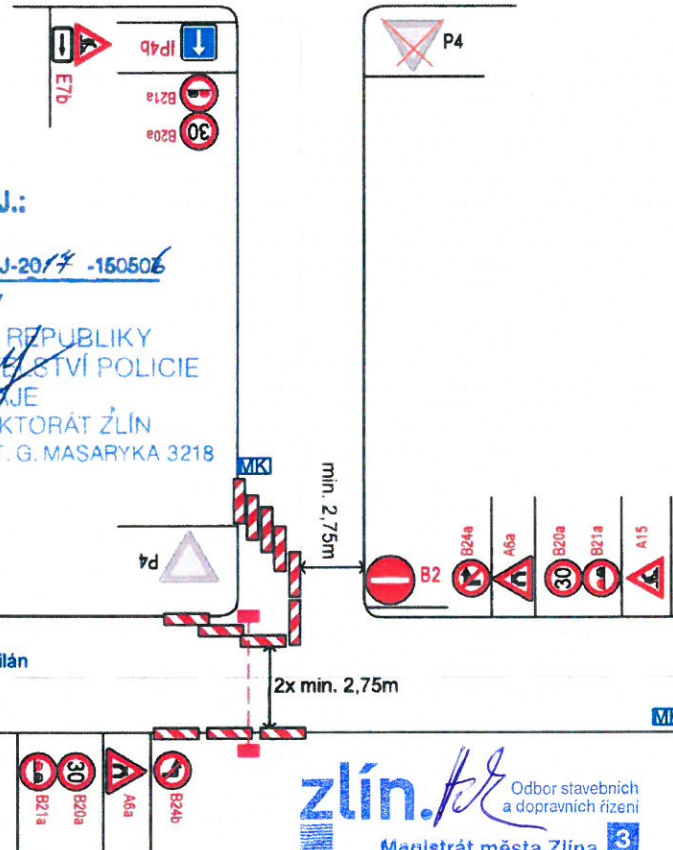 E7b
IP4b
B21a
B20a
30
P4
J.:
J-2017 -150506
REPUBLIKY
STVÍ POLICIE
AJE
KTORÁT ZLÍN
T. G. MASARYKA 3218
MK
min. 2,75m
P4
B2
B24a
A6a
B20a
30
B21a
A15
ilán
2x min. 2,75m
B21a
B20a
30
A6a
B24b
zlín.
Odbor stavebních
a dopravních řízení
Magistrát města Zlína
3